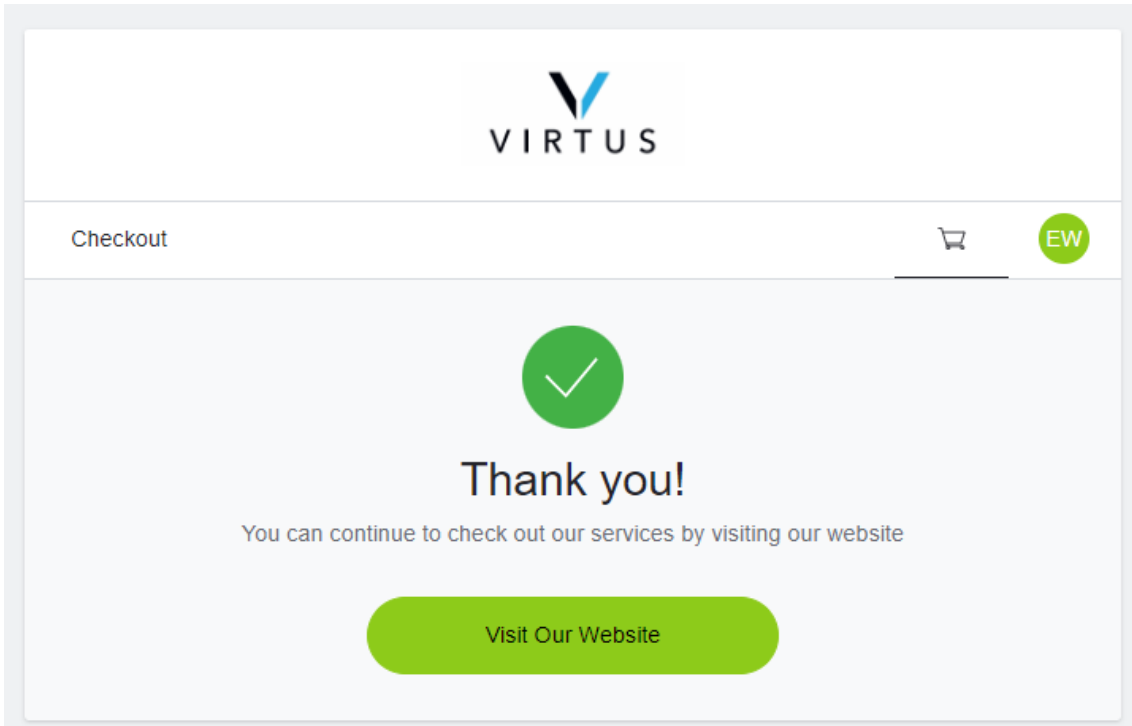 VIRTUS
Checkout
EW
Thank you!
You can continue to check out our services by visiting our website
Visit Our Website